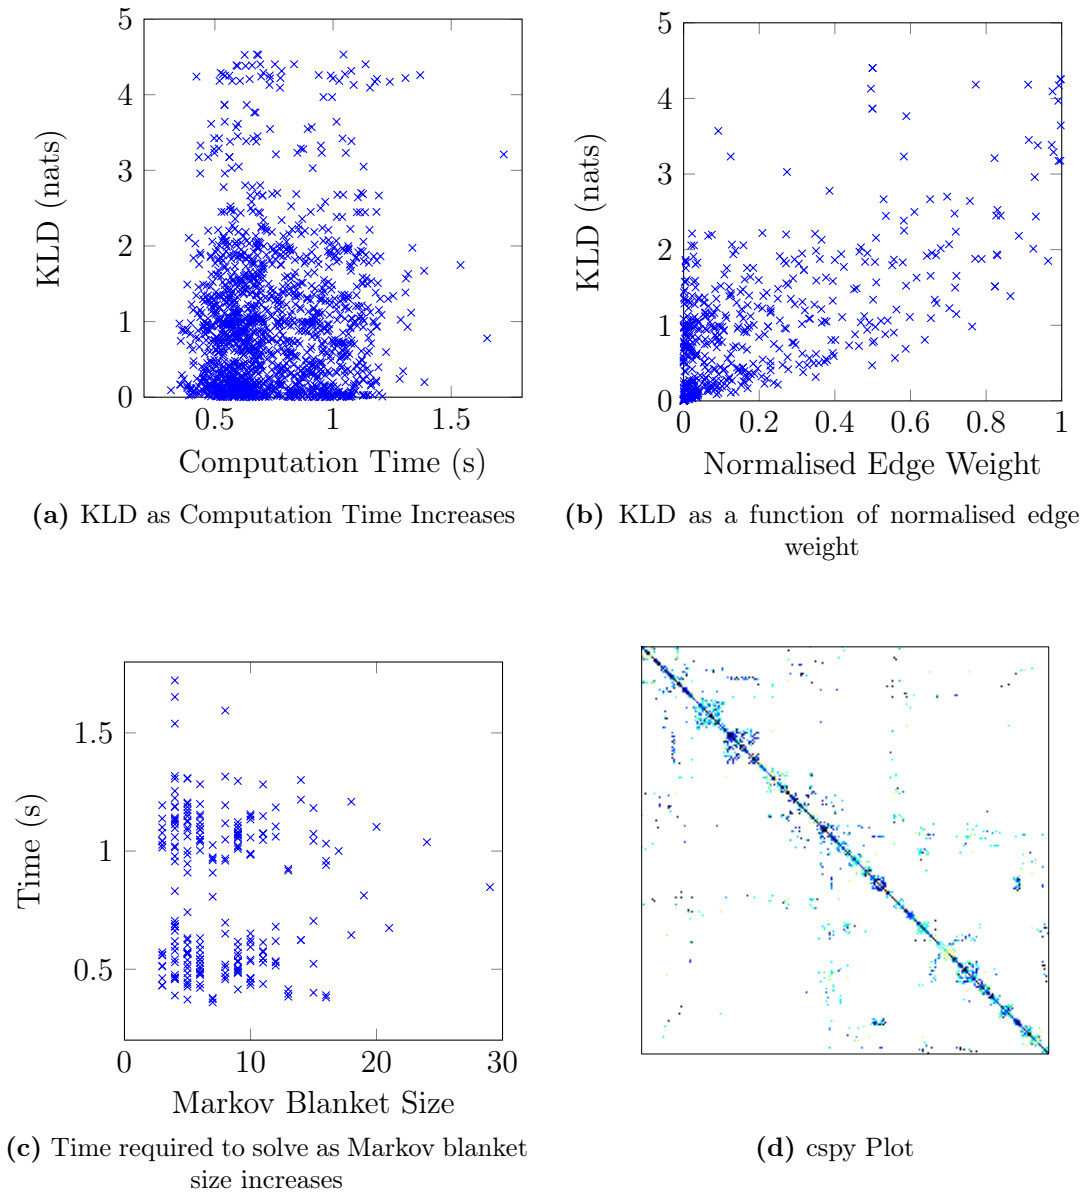 5
4
3
2
1
0
KLD (nats)
0.5 1 1.5
Computation Time (s)
(a) KLD as Computation Time Increases
5
4
3
2
1
0
KLD (nats)
0 0.2 0.4 0.6 0.8 1
Normalised Edge Weight
(b) KLD as a function of normalised edge
weight
1.5
1
0.5
Time (s)
0 10 20 30
Markov Blanket Size
(c) Time required to solve as Markov blanket
size increases
(d) cspy Plot